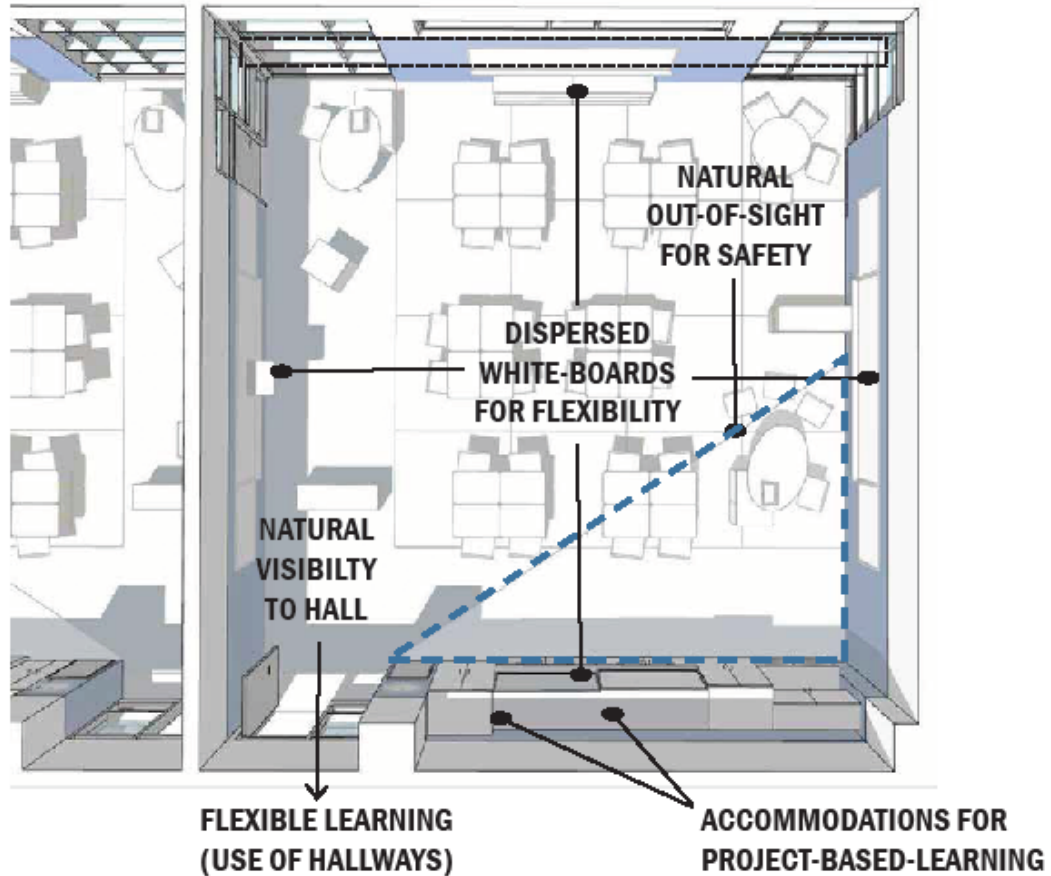 NATURAL
OUT-OF-SIGHT
FOR SAFETY
DISPERSED
WHITE-BOARDS
FOR FLEXIBILITY
NATURAL
VISIBILTY
TO HALL
FLEXIBLE LEARNING
(USE OF HALLWAYS)
ACCOMMODATIONS FOR
PROJECT-BASED-LEARNING